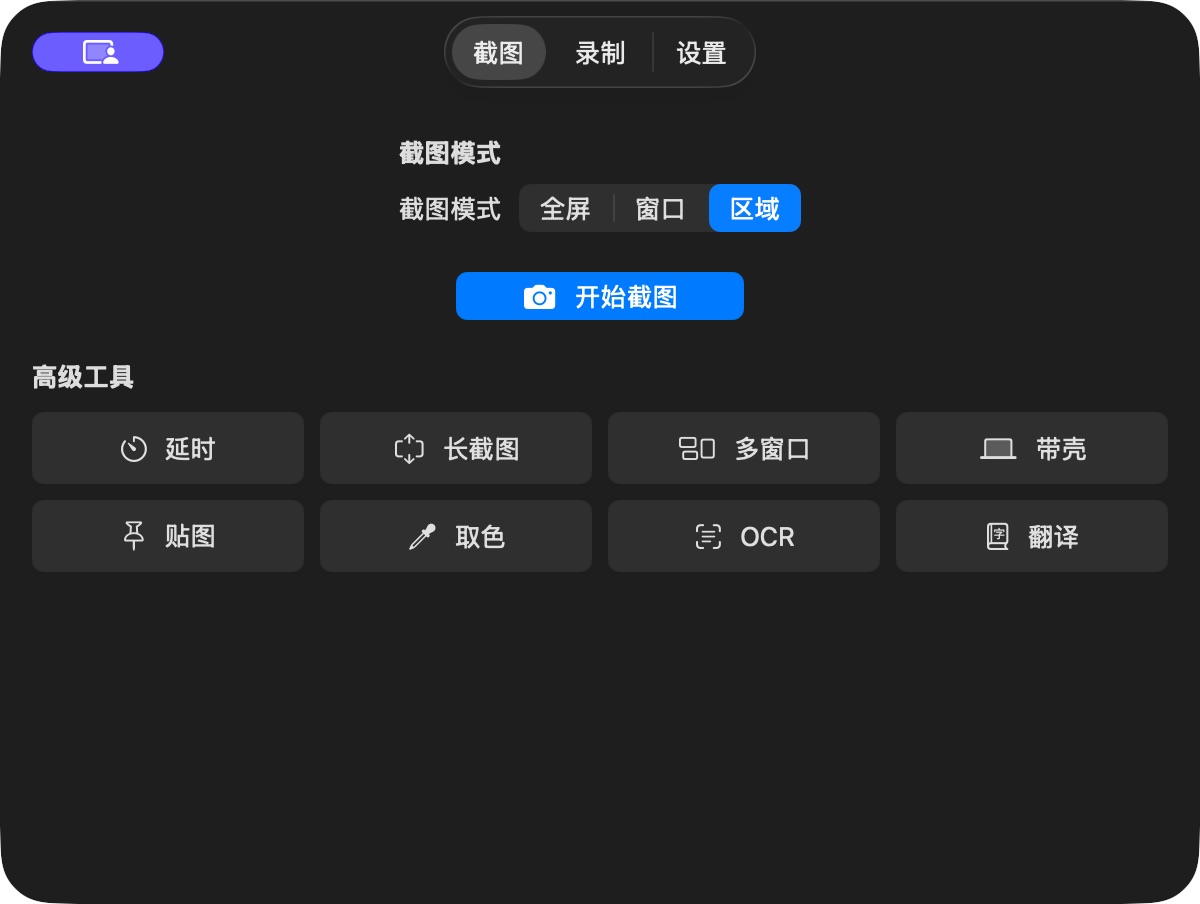 截图 录制 设置
截图模式
截图模式 全屏 窗口 区域
开始截图
高级工具
延时 长截图 多窗口 带壳
贴图 取色 OCR 字 翻译